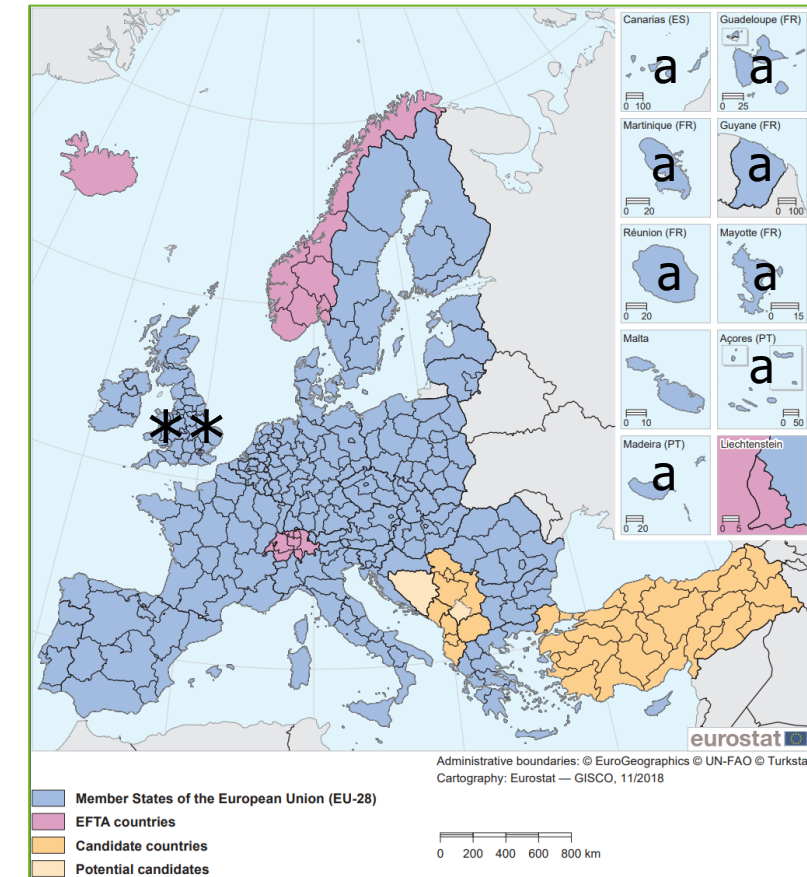 Canarias (ES)
a
0 100
Guadeloupe (FR)
a
0 25
Martinique (FR)
a
0 20
Guyane (FR)
a
0 100
Réunion (FR)
a
0 20
Mayotte (FR)
a
0 15
Malta
0 10
Açores (PT)
a
0 50
Madeira (PT)
a
0 20
Liechtenstein
0 5
**
eurostat
Administrative boundaries: © EuroGeographics © UN-FAO © Turksta
Cartography: Eurostat — GISCO, 11/2018
Member States of the European Union (EU-28)
EFTA countries
Candidate countries
Potential candidates
0 200 400 600 800 km